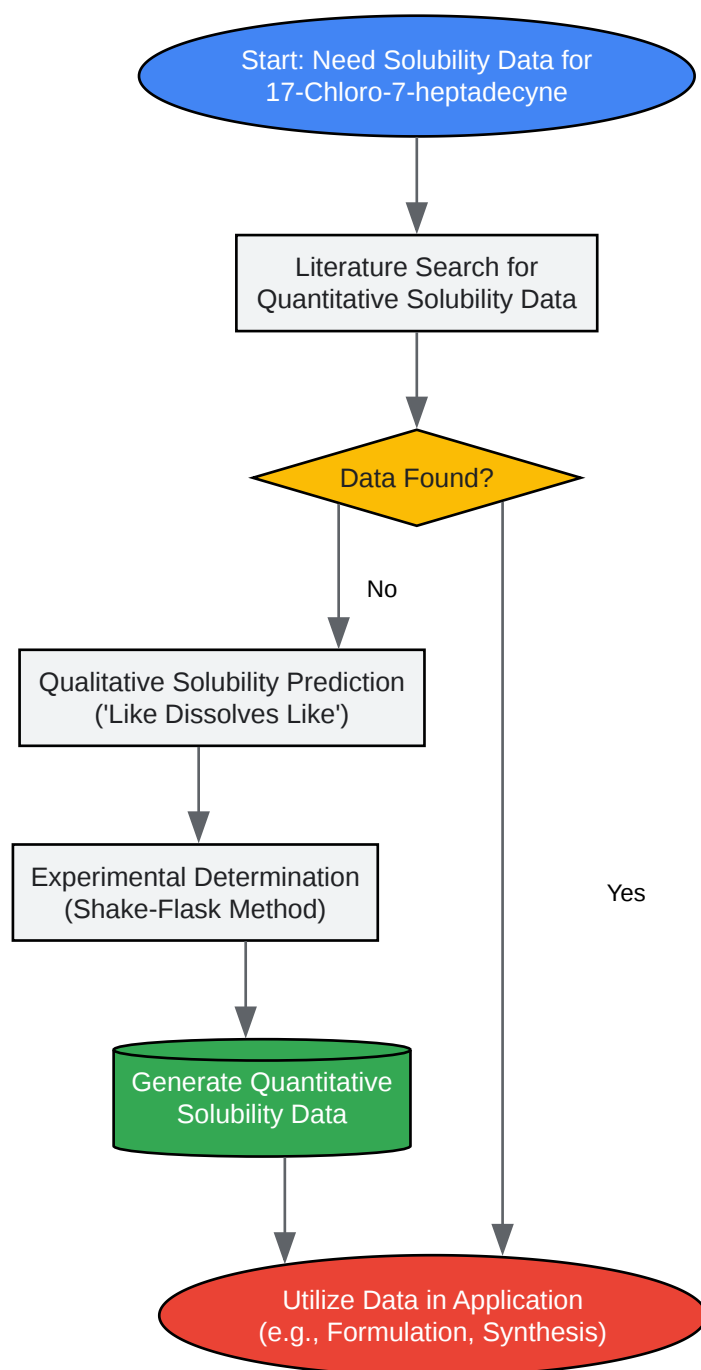 Start: Need Solubility Data for
17-Chloro-7-heptadecyne
Literature Search for
Quantitative Solubility Data
Data Found?
No
Qualitative Solubility Prediction
('Like Dissolves Like')
Experimental Determination
(Shake-Flask Method)
Yes
Generate Quantitative
Solubility Data
Utilize Data in Application
(e.g., Formulation, Synthesis)